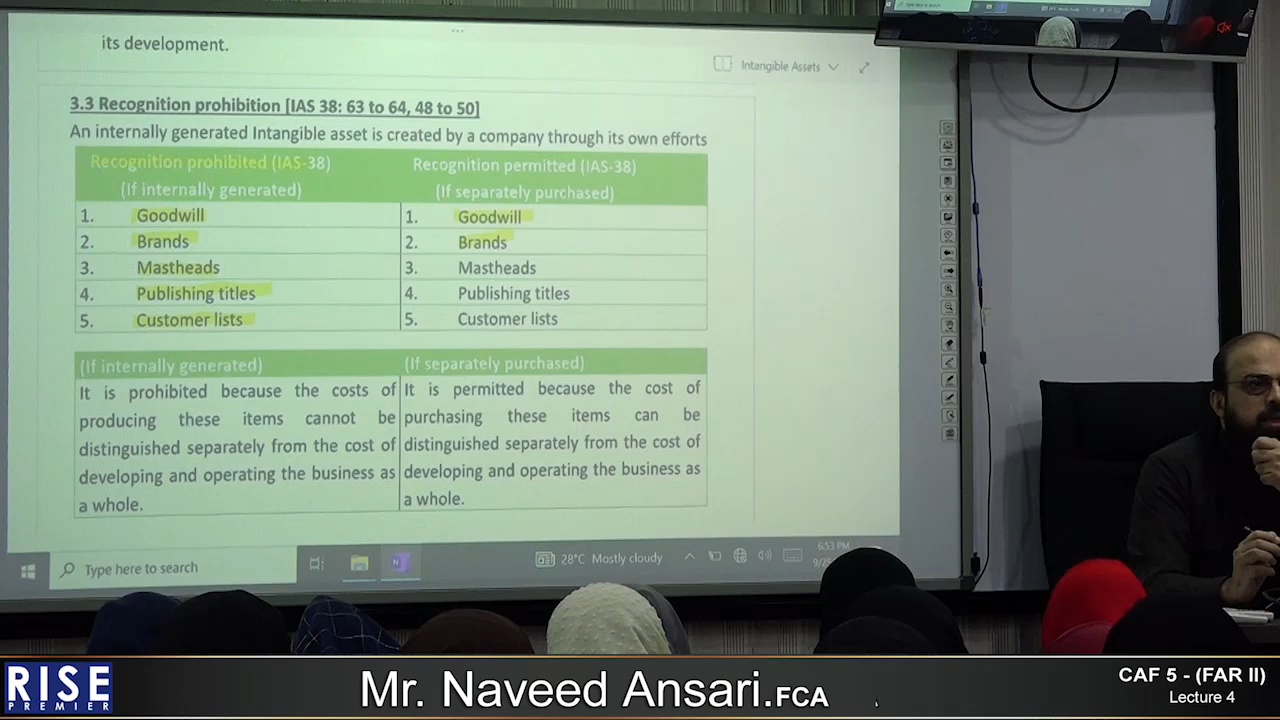 its development.
Intangible Assets
3.3 Recognition prohibition [IAS 38: 63 to 64, 48 to 50]
An internally generated Intangible asset is created by a company through its own efforts
Recognition prohibited (IAS-38)
(If internally generated)
Recognition permitted (IAS-38)
(If separately purchased)
1. Goodwill
1. Goodwill
2. Brands
2. Brands
3. Mastheads
3. Mastheads
4. Publishing titles
4. Publishing titles
5. Customer lists
5. Customer lists
(If internally generated)
It is prohibited because the costs of
producing these items cannot be
distinguished separately from the cost of
developing and operating the business as
a whole.
(If separately purchased)
It is permitted because the cost of
purchasing these items can be
distinguished separately from the cost of
developing and operating the business as
a whole.
Type here to search
28°C Mostly cloudy
6:53 PM
RISE
PREMIER
Mr. Naveed Ansari.FCA
CAF 5 - (FAR II)
Lecture 4